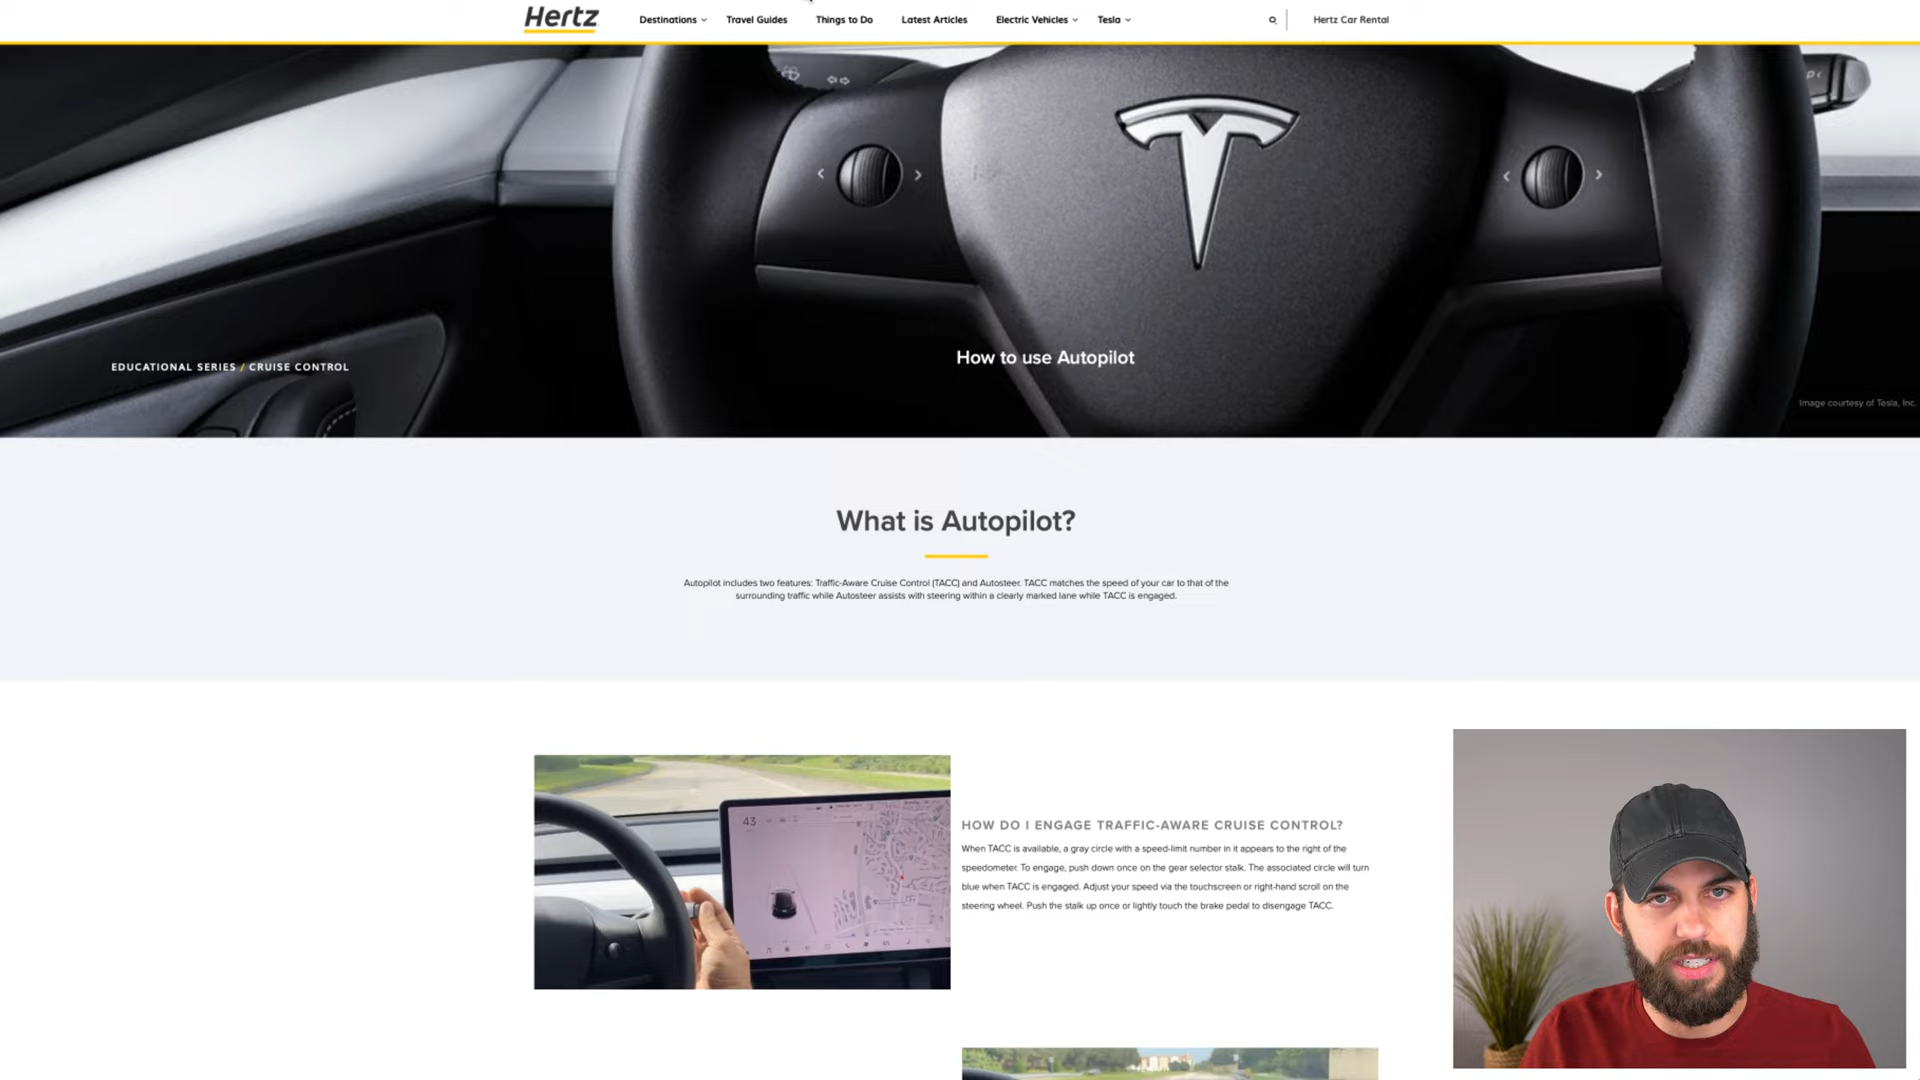 Hertz
Destinations
Travel Guides
Things to Do
Latest Articles
Electric Vehicles
Tesla
Hertz Car Rental
EDUCATIONAL SERIES / CRUISE CONTROL
How to use Autopilot
Image courtesy of Tesla, Inc.
What is Autopilot?
Autopilot includes two features: Traffic-Aware Cruise Control (TACC) and Autosteer. TACC matches the speed of your car to that of the
surrounding traffic while Autosteer assists with steering within a clearly marked lane while TACC is engaged.
43
HOW DO I ENGAGE TRAFFIC-AWARE CRUISE CONTROL?
When TACC is available, a gray circle with a speed-limit number in it appears to the right of the
speedometer. To engage, push down once on the gear selector stalk. The associated circle will turn
blue when TACC is engaged. Adjust your speed via the touchscreen or right-hand scroll on the
steering wheel. Push the stalk up once or lightly touch the brake pedal to disengage TACC.